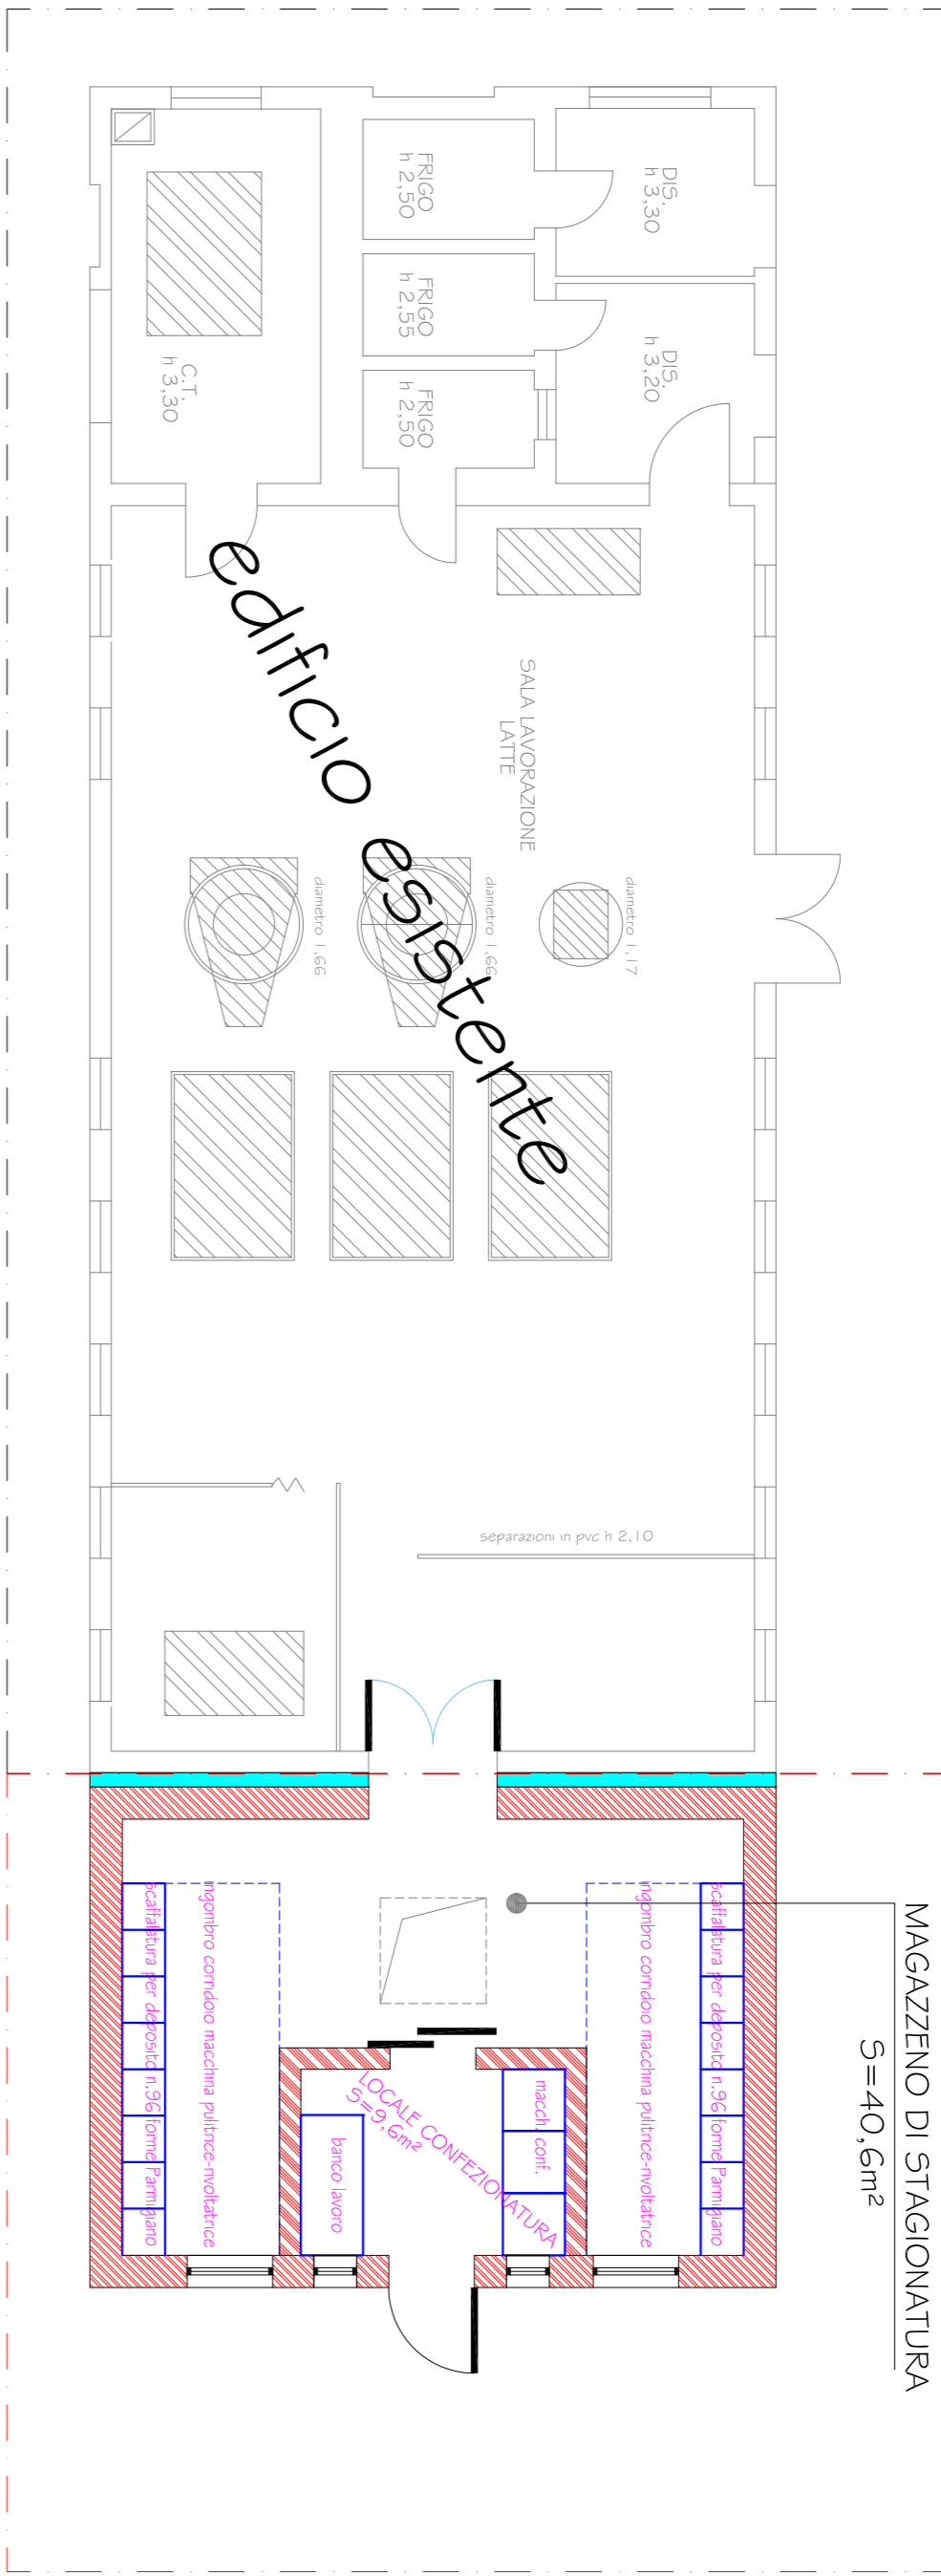 DIS.
h 3,30
FRIGO
h 2,50
DIS.
h 3,20
FRIGO
h 2,55
FRIGO
h 2,50
C.T.
h 3,30
edificio esistente
SALA LAVORAZIONE
LATTE
diametro 1,17
diametro 1,66
diametro 1,66
separazioni in pvc h 2,10
MAGAZZENO DI STAGIONATURA
S=40,6m²
scaffalatura per deposito n.96 forme Parmigiano
ingombro corridoio macchina pulitrice-rivoltatrice
macch. conf.
LOCALE CONFEZIONATURA
S=9,6m²
banco lavoro
ingombro corridoio macchina pulitrice-rivoltatrice
scaffalatura per deposito n.96 forme Parmigiano